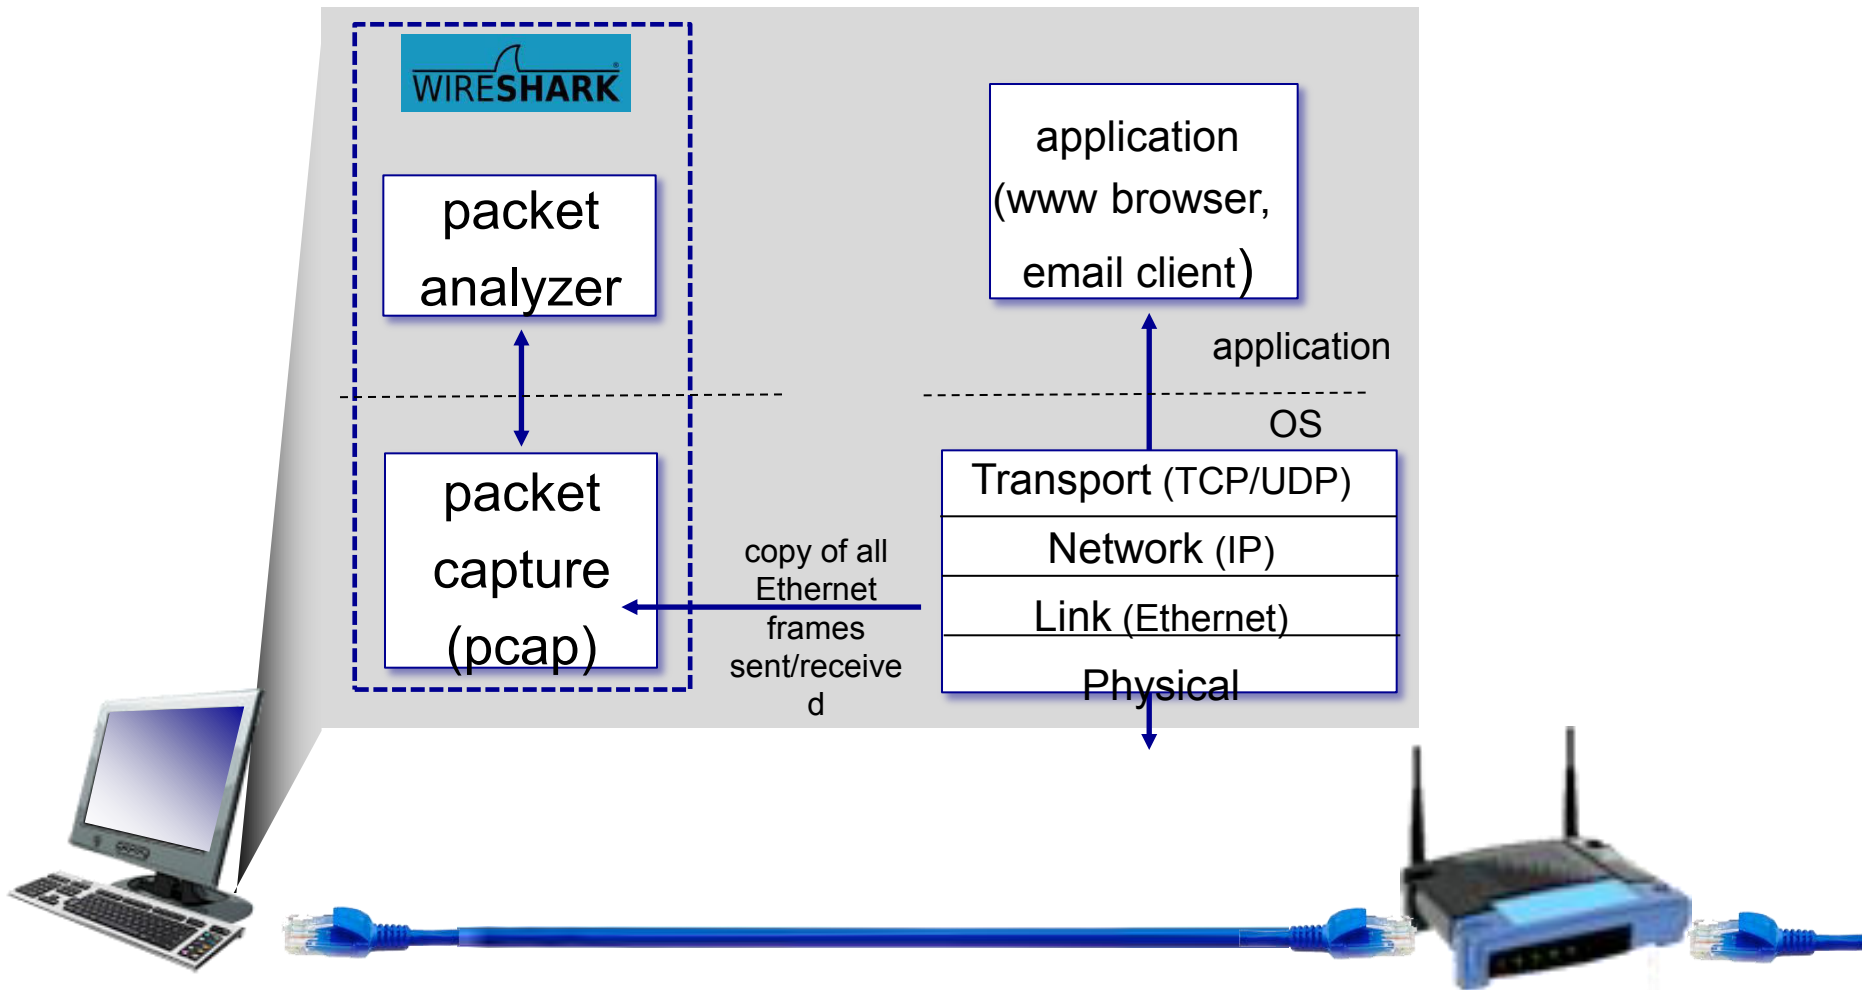 WIRESHARK
packet
analyzer
packet
capture
(pcap)
copy of all
Ethernet
frames
sent/receive
d
application
(www browser,
email client)
application
OS
Transport (TCP/UDP)
Network (IP)
Link (Ethernet)
Physical